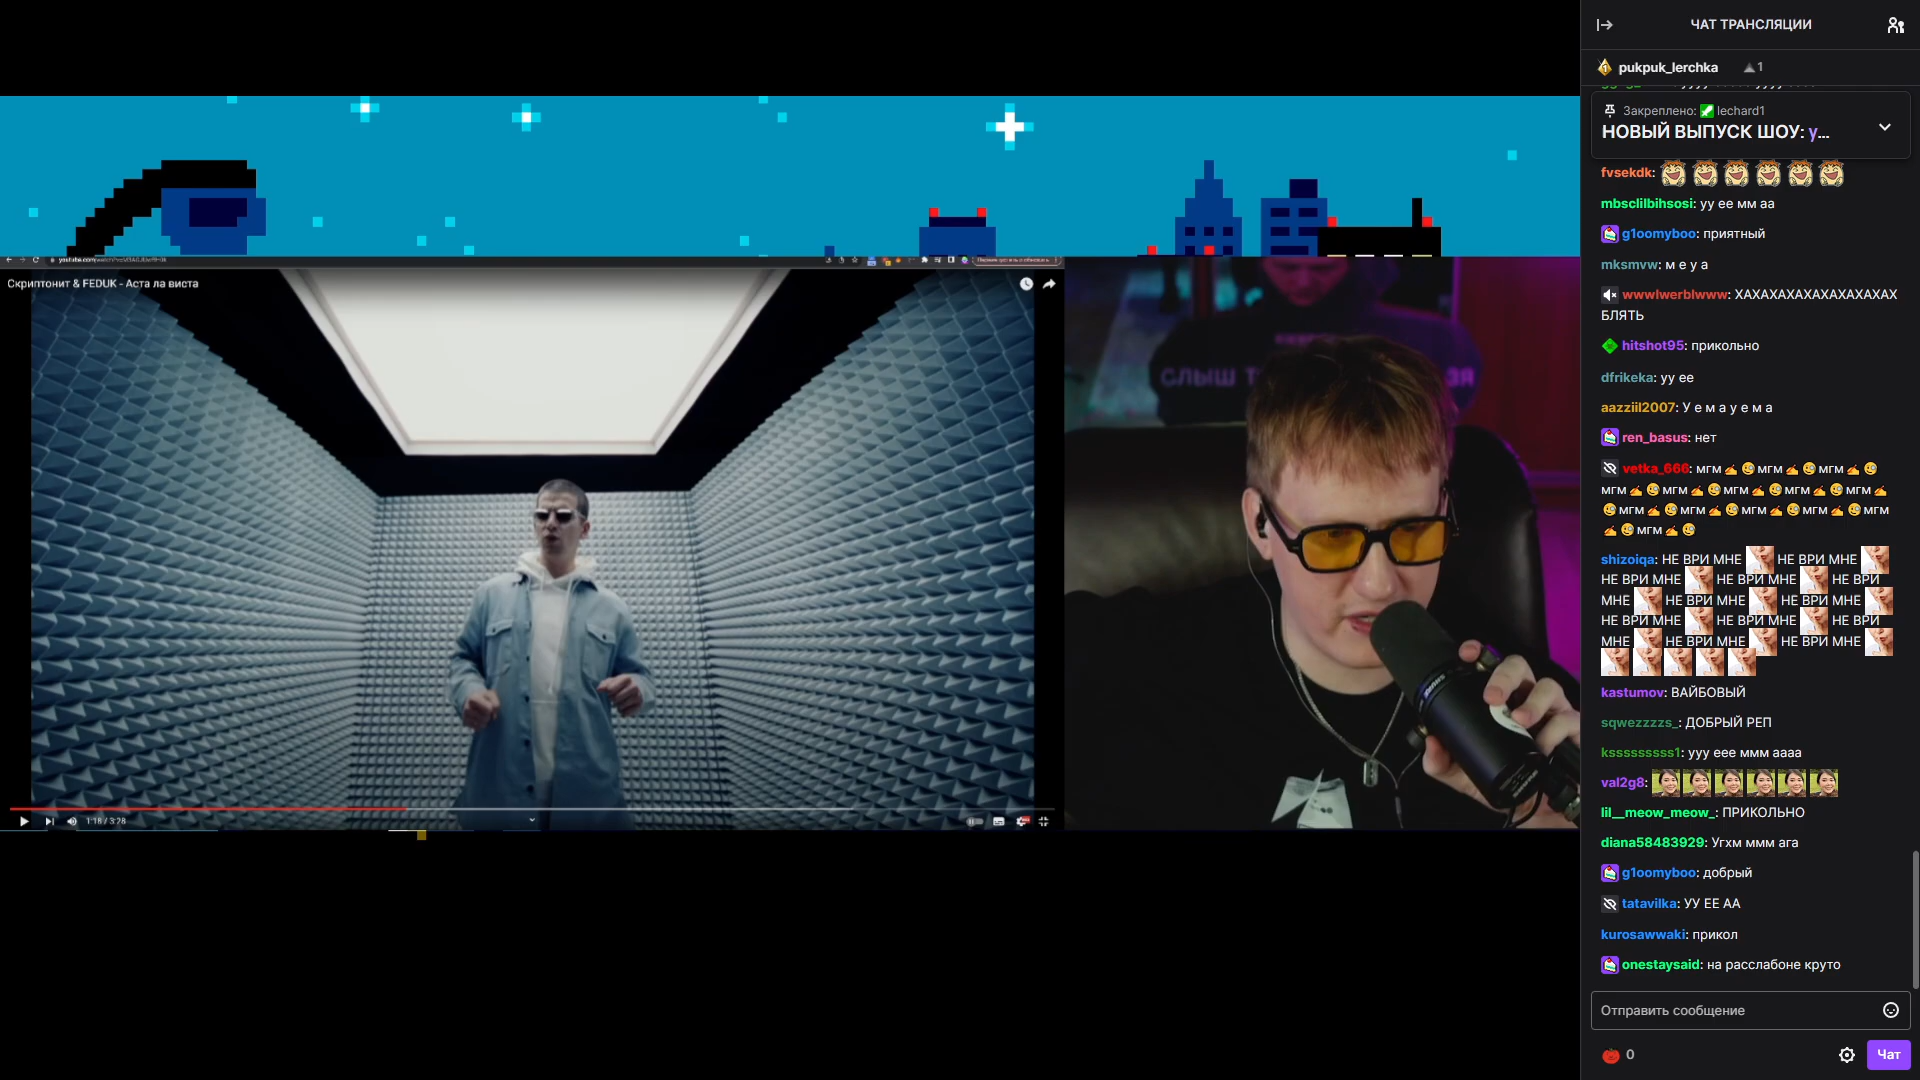 Скриптонит & FEDUK - Аста ла виста
СЛЫШ Т
1:18 / 3:28
ЧАТ ТРАНСЛЯЦИИ
pukpuk_lerchka 1
Закреплено: lechard1
НОВЫЙ ВЫПУСК ШОУ: y...
fvsekdk:
mbsclilbihsosi: уу ее мм аа
g1oomyboo: приятный
mksmvw: м е у а
wwwlwerblwww: ХАХАХАХАХАХАХАХАХАХ
БЛЯТЬ
hitshot95: прикольно
dfrikeka: уу ее
aazziil2007: У е м а у е м а
ren_basus: нет
vetka_666: мгм ✍🧐мгм ✍🧐мгм ✍🧐
мгм ✍🧐мгм ✍🧐мгм ✍🧐мгм ✍🧐мгм ✍
🧐мгм ✍🧐мгм ✍🧐мгм ✍🧐мгм ✍🧐мгм
✍🧐мгм ✍🧐
shizoiqa: НЕ ВРИ МНЕ НЕ ВРИ МНЕ
НЕ ВРИ МНЕ НЕ ВРИ МНЕ НЕ ВРИ
МНЕ НЕ ВРИ МНЕ НЕ ВРИ МНЕ
НЕ ВРИ МНЕ НЕ ВРИ МНЕ НЕ ВРИ
МНЕ НЕ ВРИ МНЕ НЕ ВРИ МНЕ
kastumov: ВАЙБОВЫЙ
sqwezzzzs_: ДОБРЫЙ РЕП
ksssssssss1: ууу еее ммм аааа
val2g8:
lil__meow_meow_: ПРИКОЛЬНО
diana58483929: Угхм ммм ага
g1oomyboo: добрый
tatavilka: УУ ЕЕ АА
kurosawwaki: прикол
onestaysaid: на расслабоне круто
Отправить сообщение
0
Чат